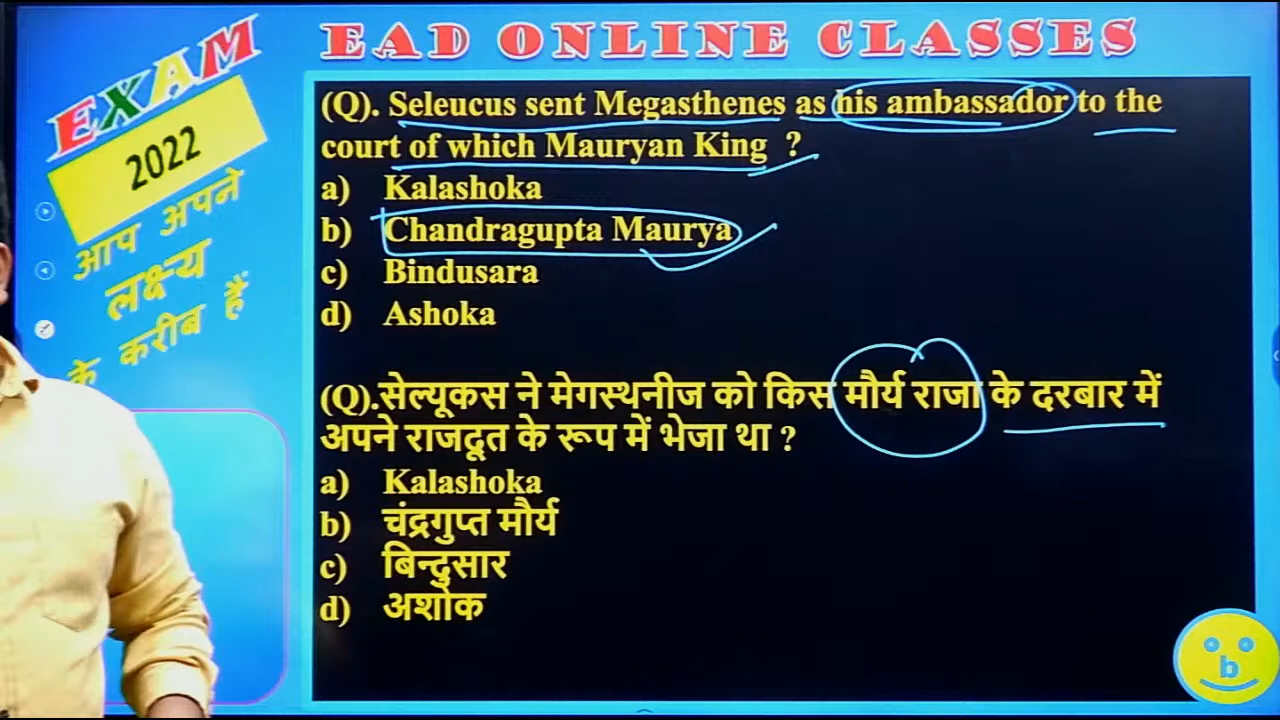 EAD ONLINE CLASSES
EXAM
2022
आप अपने
लक्ष्य
के करीब हैं
(Q). Seleucus sent Megasthenes as his ambassador to the
court of which Mauryan King ?
a) Kalashoka
b) Chandragupta Maurya
c) Bindusara
d) Ashoka
(Q).सेल्यूकस ने मेगस्थनीज को किस मौर्य राजा के दरबार में
अपने राजदूत के रूप में भेजा था ?
a) Kalashoka
b) चंद्रगुप्त मौर्य
c) बिन्दुसार
d) अशोक
b